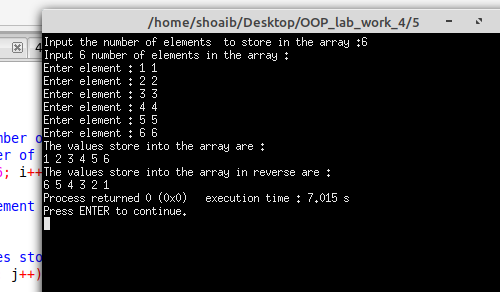 /home/shoaib/Desktop/OOP_lab_work_4/5
Input the number of elements  to store in the array :6
Input 6 number of elements in the array :
Enter element : 1 1
Enter element : 2 2
Enter element : 3 3
Enter element : 4 4
Enter element : 5 5
Enter element : 6 6
The values store into the array are :
1 2 3 4 5 6
The values store into the array in reverse are :
6 5 4 3 2 1
Process returned 0 (0x0)   execution time : 7.015 s
Press ENTER to continue.
4
of
er of
; i++
ement
es sto
j++)